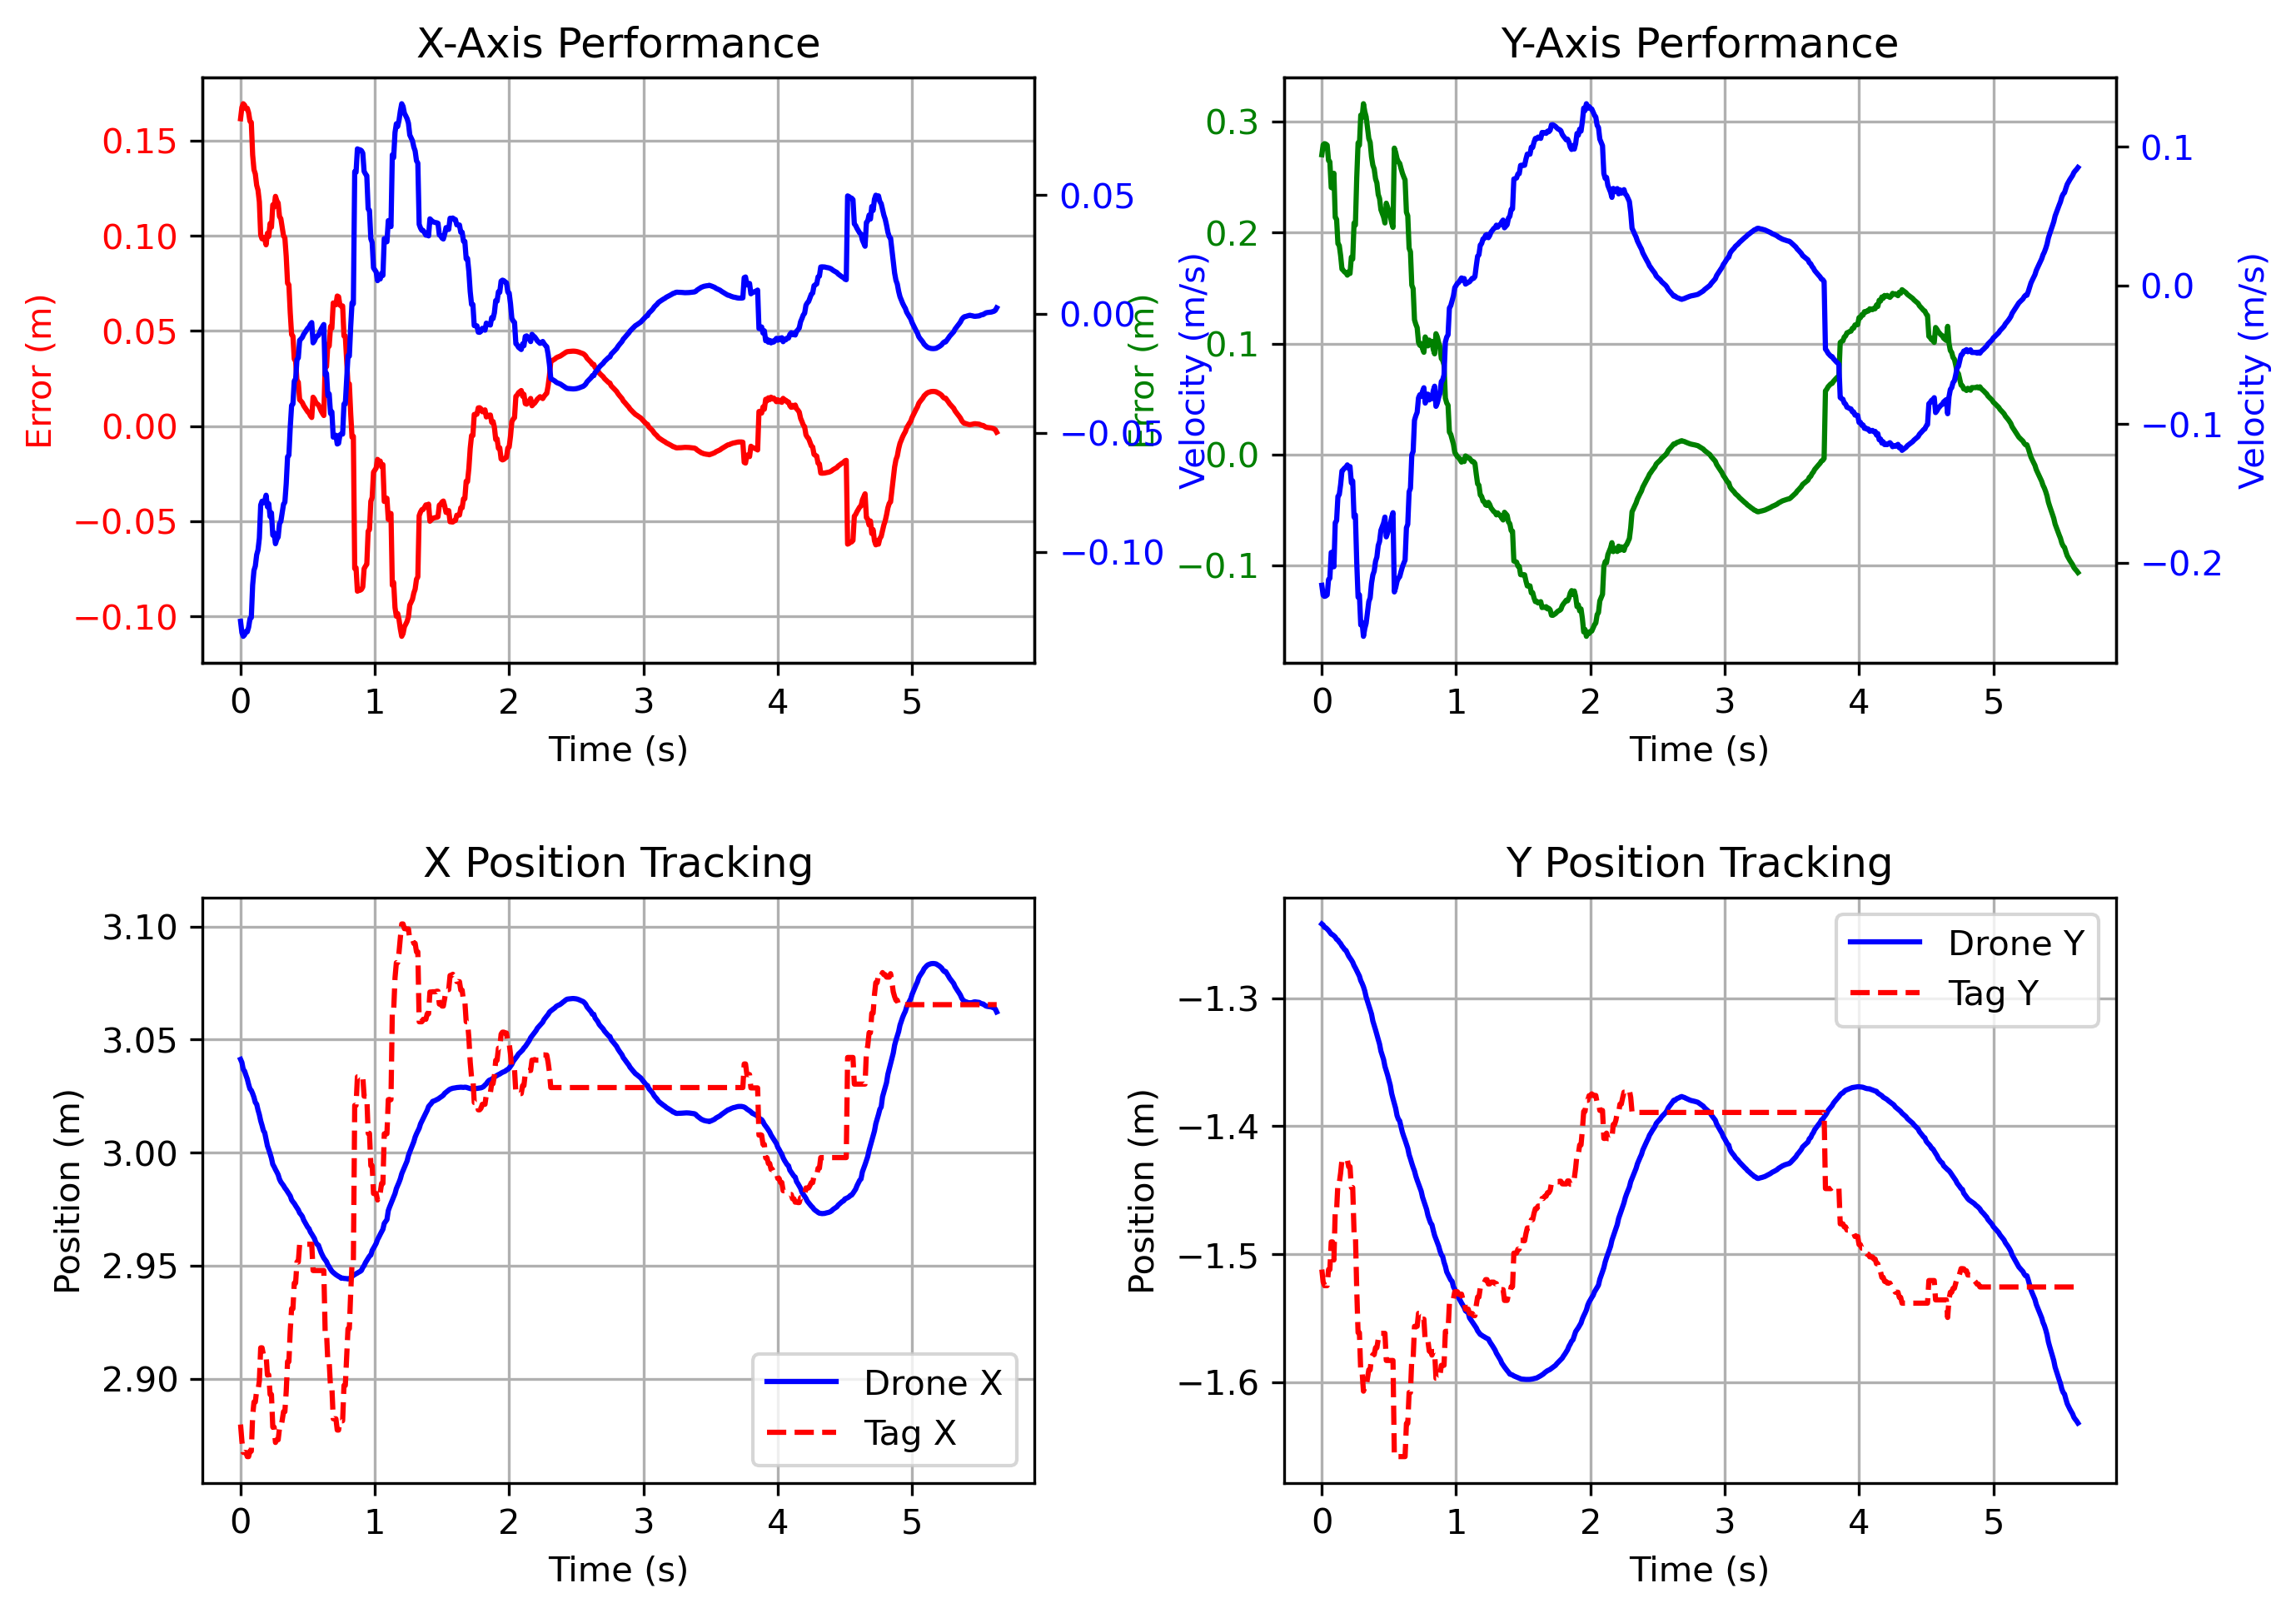 X-Axis Performance
Error (m)
0.15
0.10
0.05
0.00
−0.05
−0.10
0 1 2 3 4 5
Time (s)
0.05
0.00
−0.05
−0.10
Velocity (m/s)
Y-Axis Performance
Error (m)
0.3
0.2
0.1
0.0
−0.1
0 1 2 3 4 5
Time (s)
0.1
0.0
−0.1
−0.2
Velocity (m/s)
X Position Tracking
Position (m)
3.10
3.05
3.00
2.95
2.90
Drone X
Tag X
0 1 2 3 4 5
Time (s)
Y Position Tracking
Position (m)
−1.3
−1.4
−1.5
−1.6
Drone Y
Tag Y
0 1 2 3 4 5
Time (s)